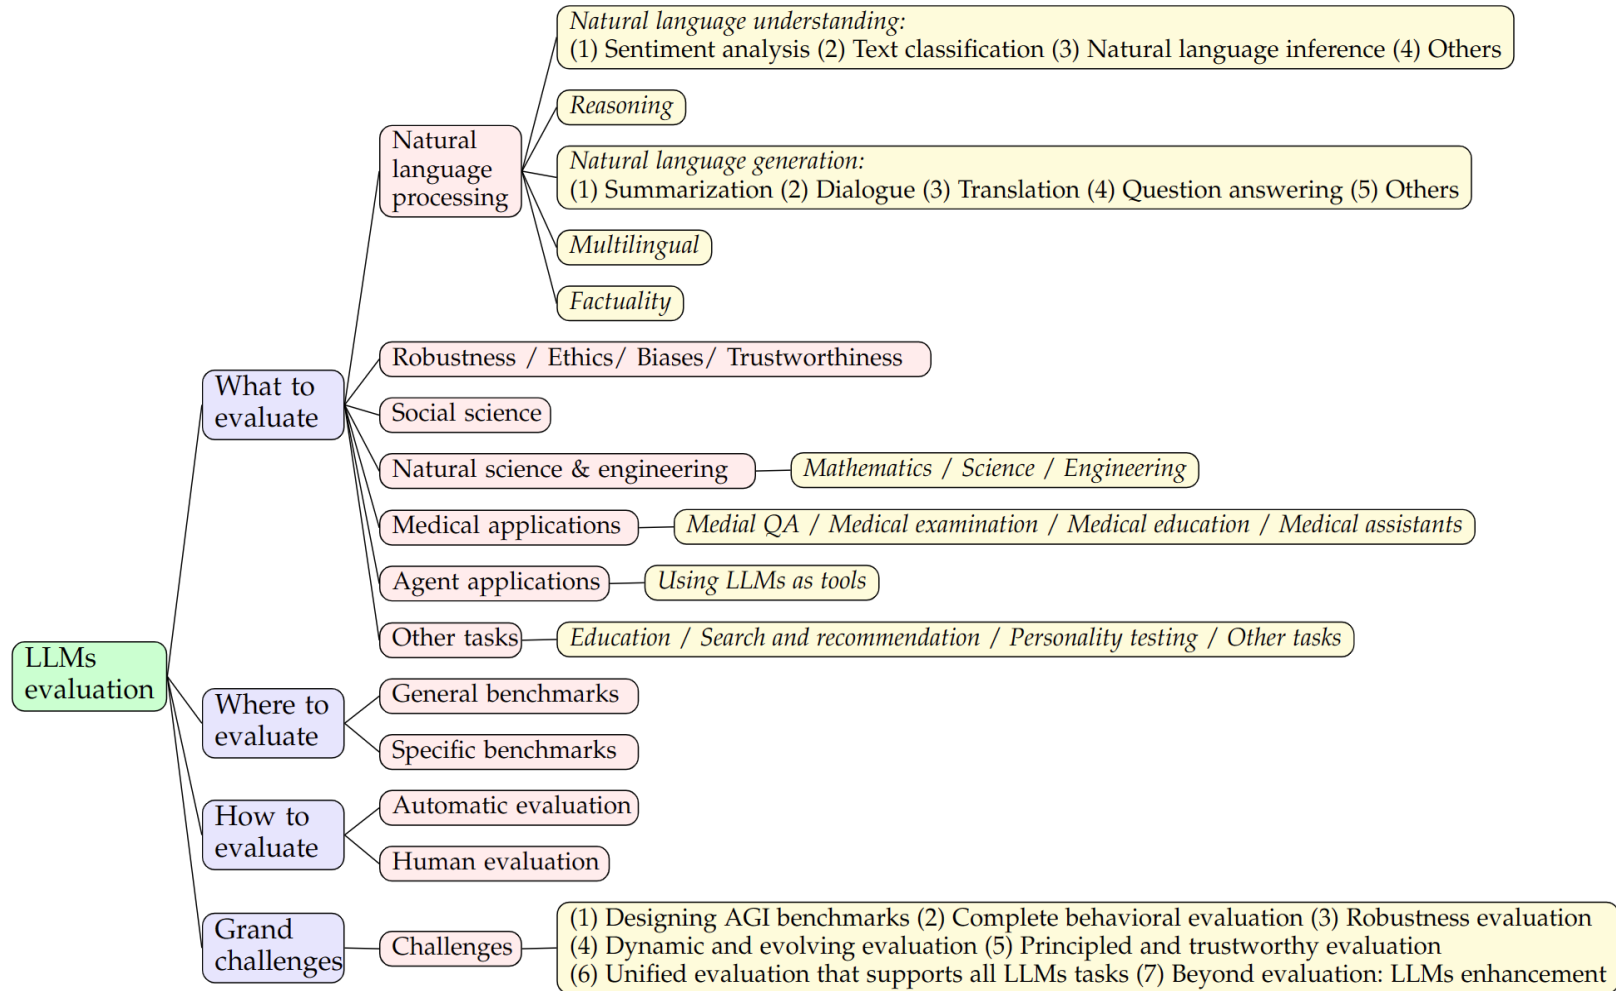 Natural language understanding:
(1) Sentiment analysis (2) Text classification (3) Natural language inference (4) Others
Reasoning
Natural
language
processing
Natural language generation:
(1) Summarization (2) Dialogue (3) Translation (4) Question answering (5) Others
Multilingual
Factuality
What to
evaluate
Robustness / Ethics/ Biases/ Trustworthiness
Social science
Natural science & engineering
Mathematics / Science / Engineering
Medical applications
Medial QA / Medical examination / Medical education / Medical assistants
Agent applications
Using LLMs as tools
Other tasks
Education / Search and recommendation / Personality testing / Other tasks
LLMs
evaluation
Where to
evaluate
General benchmarks
Specific benchmarks
How to
evaluate
Automatic evaluation
Human evaluation
Grand
challenges
Challenges
(1) Designing AGI benchmarks (2) Complete behavioral evaluation (3) Robustness evaluation
(4) Dynamic and evolving evaluation (5) Principled and trustworthy evaluation
(6) Unified evaluation that supports all LLMs tasks (7) Beyond evaluation: LLMs enhancement